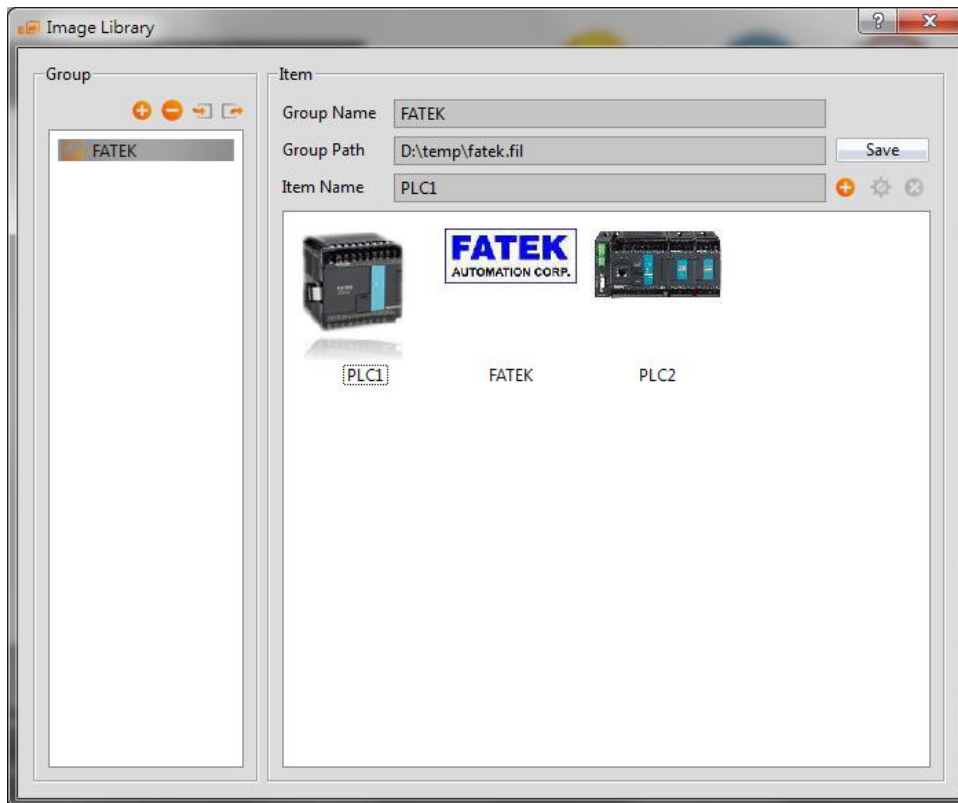 Image Library
Group
FATEK
Item
Group Name FATEK
Group Path D:\temp\fatek.fil Save
Item Name PLC1
FATEK
AUTOMATION CORP.
PLC1 FATEK PLC2